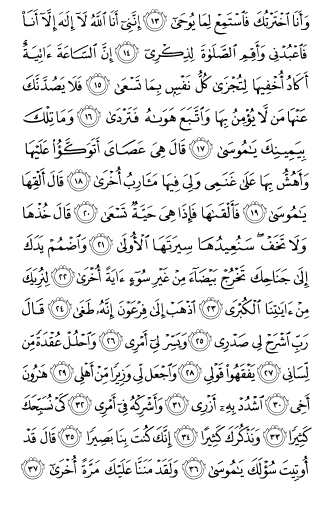 وَأَنَا ٱخْتَرْتُكَ فَٱسْتَمِعْ لِمَا يُوحَىٰٓ ١٣ إِنَّنِىٓ أَنَا ٱللَّهُ لَآ إِلَٰهَ إِلَّآ أَنَا۠
فَٱعْبُدْنِى وَأَقِمِ ٱلصَّلَوٰةَ لِذِكْرِىٓ ١٤ إِنَّ ٱلسَّاعَةَ ءَاتِيَةٌ
أَكَادُ أُخْفِيهَا لِتُجْزَىٰ كُلُّ نَفْسٍۭ بِمَا تَسْعَىٰ ١٥ فَلَا يَصُدَّنَّكَ
عَنْهَا مَن لَّا يُؤْمِنُ بِهَا وَٱتَّبَعَ هَوَىٰهُ فَتَرْدَىٰ ١٦ وَمَا تِلْكَ
بِيَمِينِكَ يَٰمُوسَىٰ ١٧ قَالَ هِىَ عَصَاىَ أَتَوَكَّؤُا۟ عَلَيْهَا
وَأَهُشُّ بِهَا عَلَىٰ غَنَمِى وَلِىَ فِيهَا مَـَٔارِبُ أُخْرَىٰ ١٨ قَالَ أَلْقِهَا
يَٰمُوسَىٰ ١٩ فَأَلْقَىٰهَا فَإِذَا هِىَ حَيَّةٌ تَسْعَىٰ ٢٠ قَالَ خُذْهَا
وَلَا تَخَفْ ۖ سَنُعِيدُهَا سِيرَتَهَا ٱلْأُولَىٰ ٢١ وَٱضْمُمْ يَدَكَ
إِلَىٰ جَنَاحِكَ تَخْرُجْ بَيْضَآءَ مِنْ غَيْرِ سُوٓءٍ ءَايَةً أُخْرَىٰ ٢٢ لِنُرِيَكَ
مِنْ ءَايَٰتِنَا ٱلْكُبْرَى ٢٣ ٱذْهَبْ إِلَىٰ فِرْعَوْنَ إِنَّهُۥ طَغَىٰ ٢٤ قَالَ
رَبِّ ٱشْرَحْ لِى صَدْرِى ٢٥ وَيَسِّرْ لِىٓ أَمْرِى ٢٦ وَٱحْلُلْ عُقْدَةً مِّن
لِّسَانِى ٢٧ يَفْقَهُوا۟ قَوْلِى ٢٨ وَٱجْعَل لِّى وَزِيرًا مِّنْ أَهْلِى ٢٩ هَٰرُونَ
أَخِى ٣٠ ٱشْدُدْ بِهِۦٓ أَزْرِى ٣١ وَأَشْرِكْهُ فِىٓ أَمْرِى ٣٢ كَىْ نُسَبِّحَكَ
كَثِيرًا ٣٣ وَنَذْكُرَكَ كَثِيرًا ٣٤ إِنَّكَ كُنتَ بِنَا بَصِيرًا ٣٥ قَالَ قَدْ
أُوتِيتَ سُؤْلَكَ يَٰمُوسَىٰ ٣٦ وَلَقَدْ مَنَنَّا عَلَيْكَ مَرَّةً أُخْرَىٰٓ ٣٧